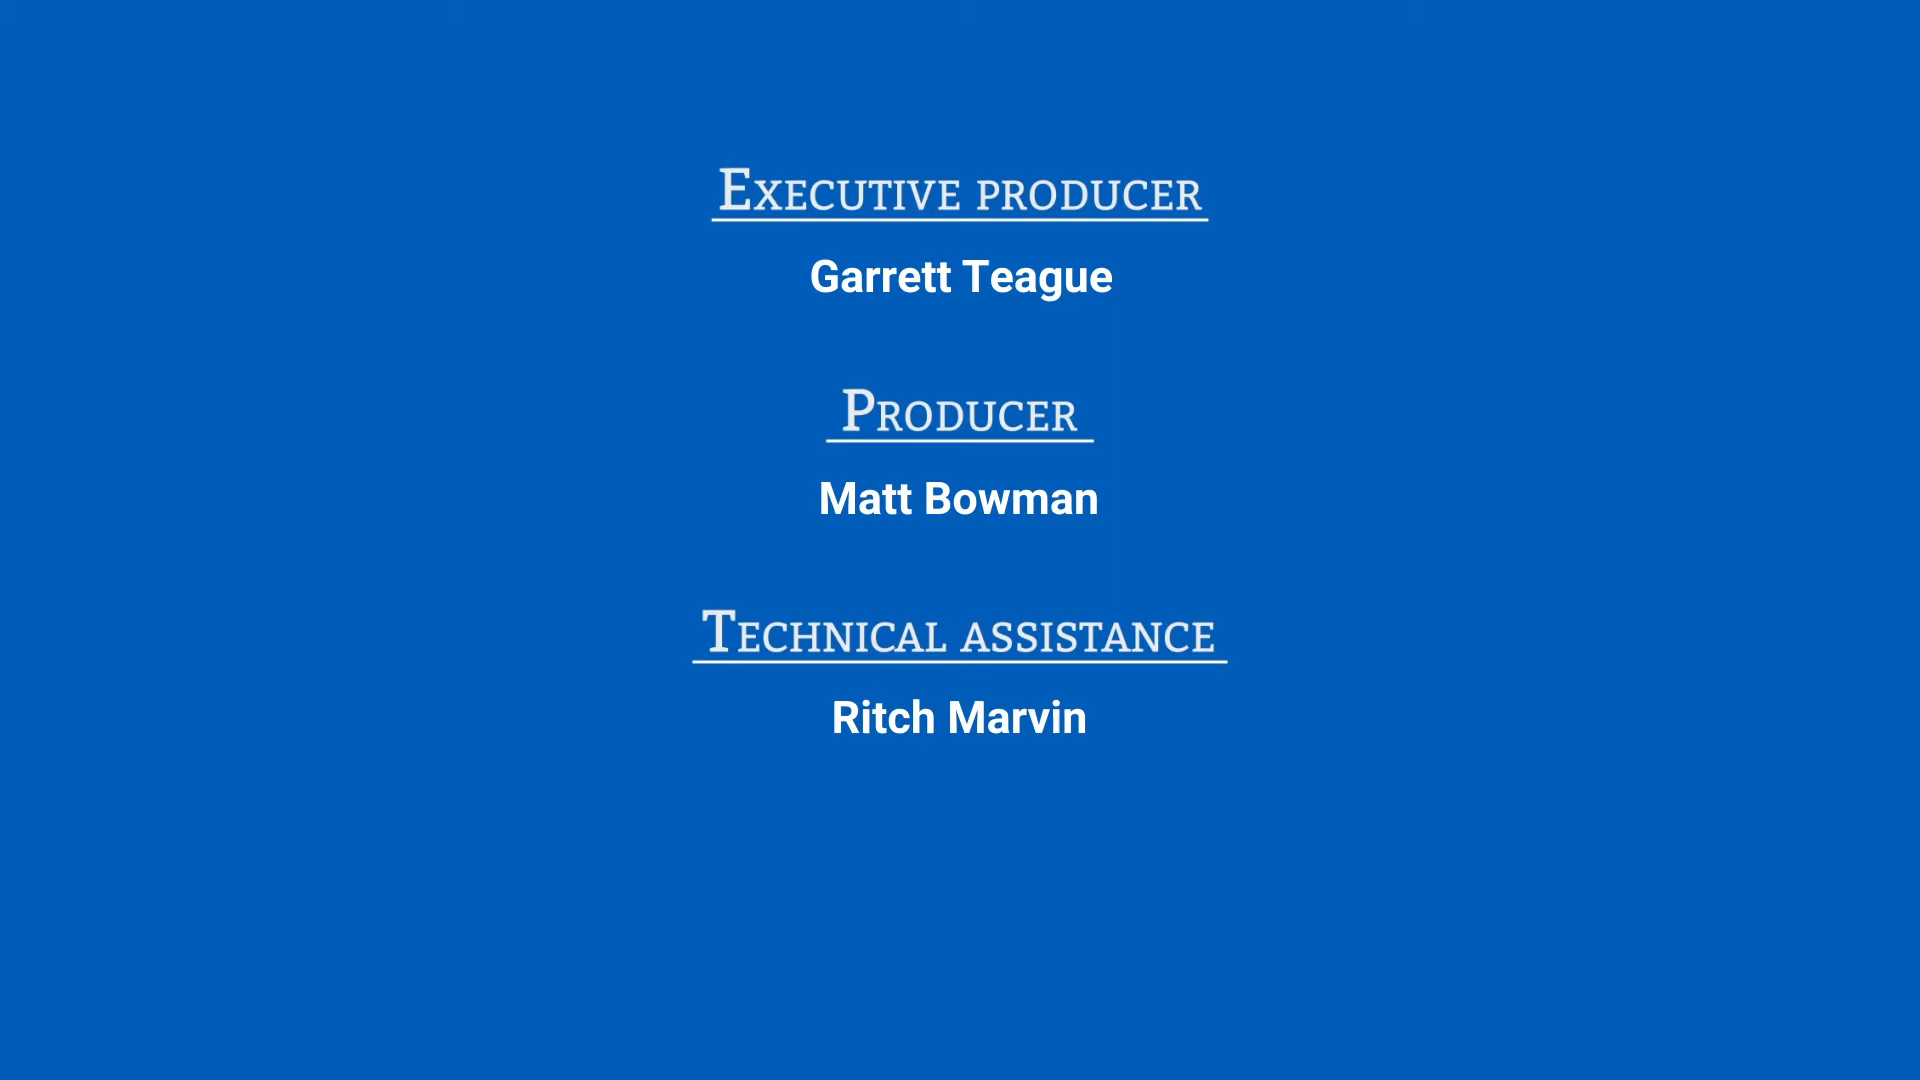 Executive producer
Garrett Teague
Producer
Matt Bowman
Technical assistance
Ritch Marvin